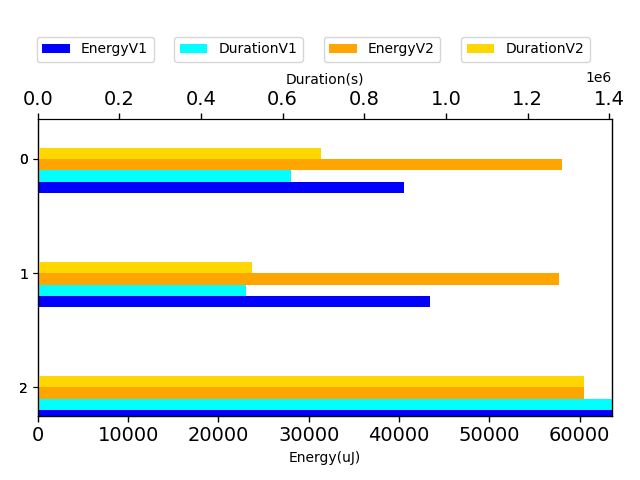 EnergyV1 DurationV1 EnergyV2 DurationV2
Duration(s)
1e6
0.0 0.2 0.4 0.6 0.8 1.0 1.2 1.4
0
1
2
0 10000 20000 30000 40000 50000 60000
Energy(uJ)